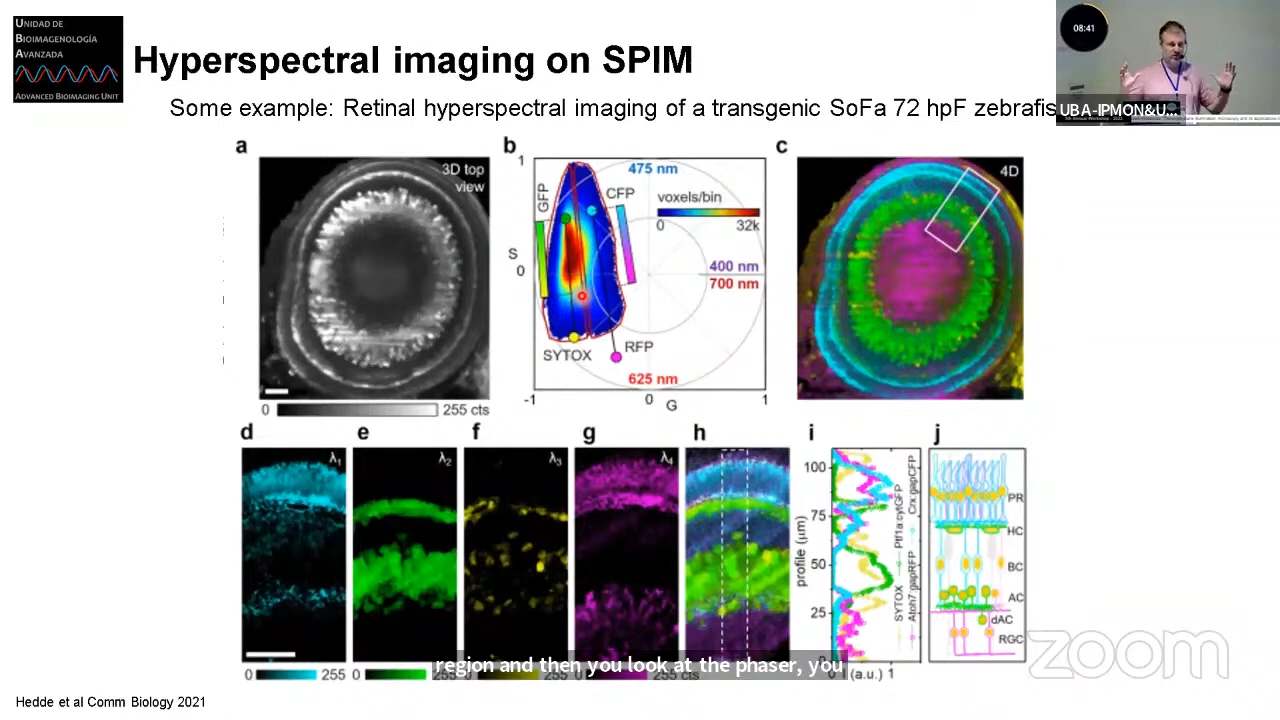 UNIDAD DE
BIOIMAGENOLOGÍA
AVANZADA
ADVANCED BIOIMAGING UNIT
Hyperspectral imaging on SPIM
Some example: Retinal hyperspectral imaging of a transgenic SoFa 72 hpF zebrafis
08:41
UBA-IPMON&U...
a
3D top
view
0
255 cts
b
1
S
0
-1
0
G
1
GFP
CFP
SYTOX
RFP
475 nm
voxels/bin
0
32k
400 nm
700 nm
625 nm
c
4D
d
λ1
e
λ2
f
λ3
g
λ4
h
i
100
75
50
25
profile (µm)
SYTOX
Ptf1a:cytGFP
Atoh7:gapRFP
Crx:gapCFP
j
PR
HC
BC
AC
dAC
RGC
0
255
0
255 cts
(a.u.)
1
region and then you look at the phaser, you
zoom
Hedde et al Comm Biology 2021